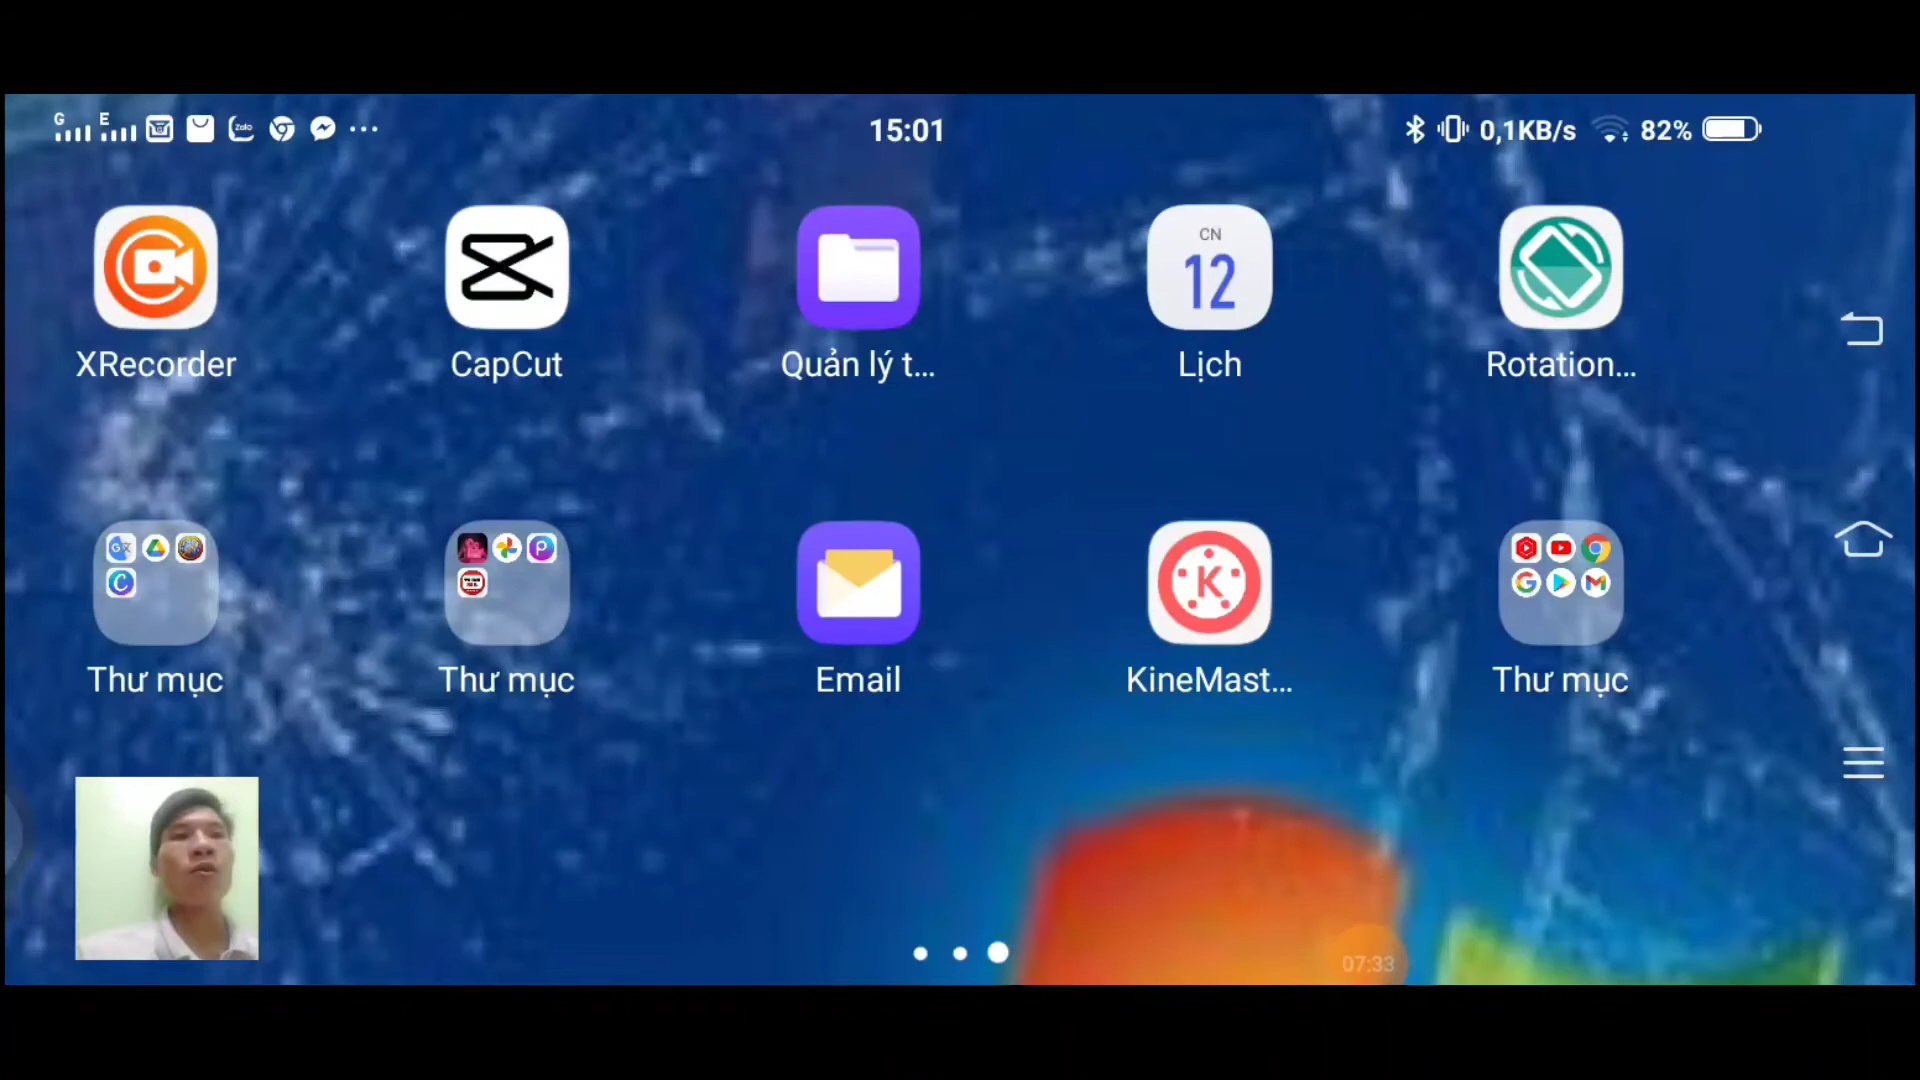 G E Zalo 15:01 0,1KB/s 82%
CN
12
XRecorder CapCut Quản lý t... Lịch Rotation...
K
Thư mục Thư mục Email KineMast... Thư mục
07:33